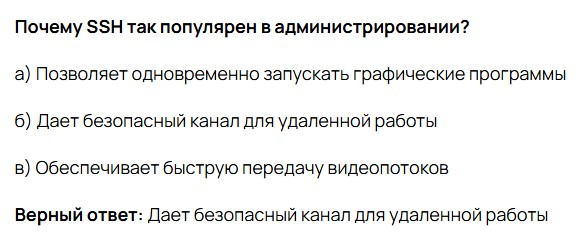 Почему SSH так популярен в администрировании?
а) Позволяет одновременно запускать графические программы
б) Дает безопасный канал для удаленной работы
в) Обеспечивает быструю передачу видеопотоков
Верный ответ: Дает безопасный канал для удаленной работы